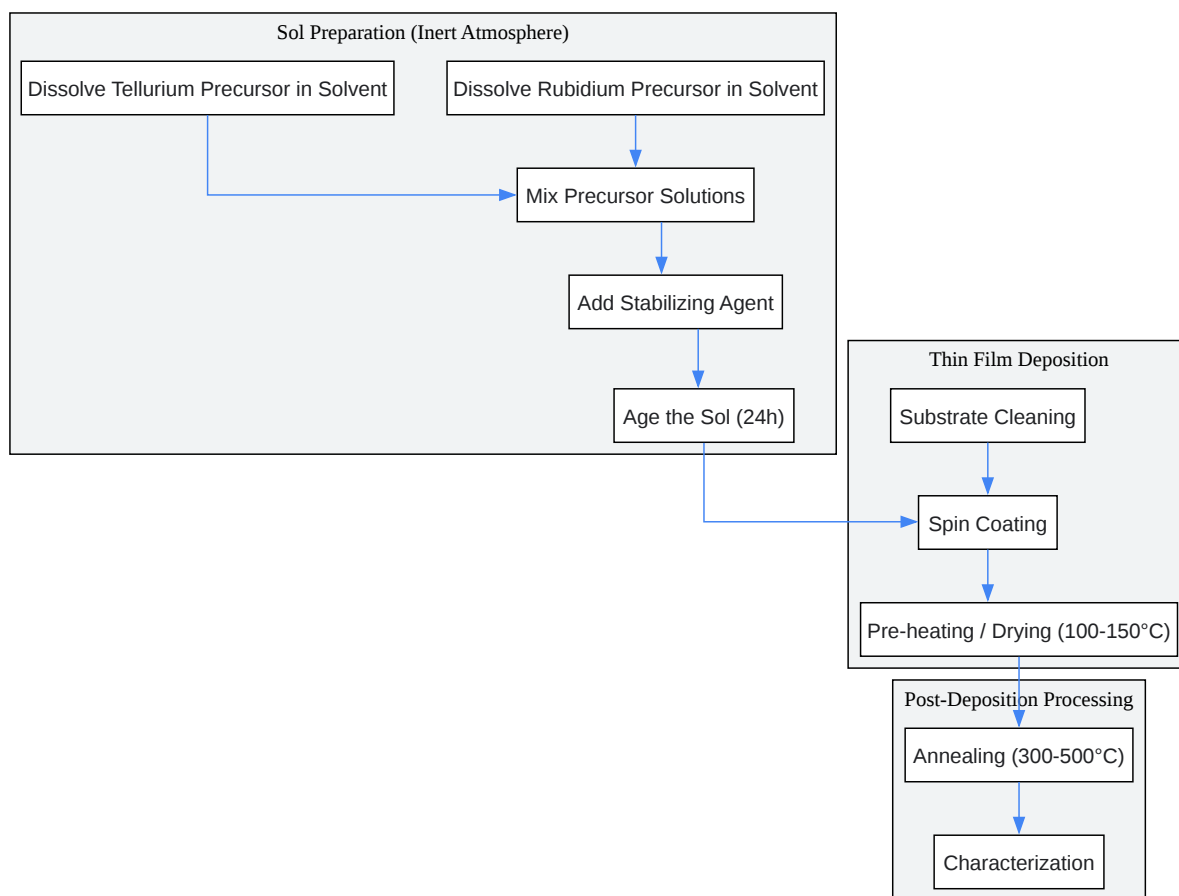 Sol Preparation (Inert Atmosphere)
Dissolve Tellurium Precursor in Solvent
Dissolve Rubidium Precursor in Solvent
Mix Precursor Solutions
Add Stabilizing Agent
Age the Sol (24h)
Thin Film Deposition
Substrate Cleaning
Spin Coating
Pre-heating / Drying (100-150°C)
Post-Deposition Processing
Annealing (300-500°C)
Characterization